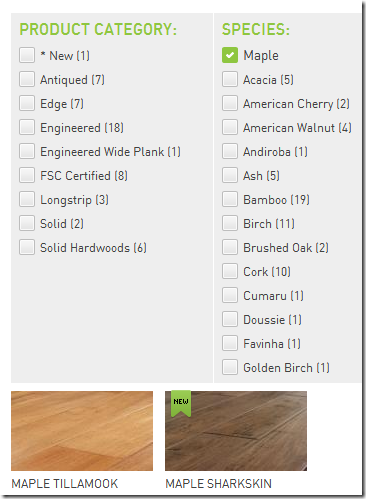 PRODUCT CATEGORY:
* New (1)
Antiqued (7)
Edge (7)
Engineered (18)
Engineered Wide Plank (1)
FSC Certified (8)
Longstrip (3)
Solid (2)
Solid Hardwoods (6)
SPECIES:
Maple
Acacia (5)
American Cherry (2)
American Walnut (4)
Andiroba (1)
Ash (5)
Bamboo (19)
Birch (11)
Brushed Oak (2)
Cork (10)
Cumaru (1)
Doussie (1)
Favinha (1)
Golden Birch (1)
MAPLE TILLAMOOK
NEW
MAPLE SHARKSKIN